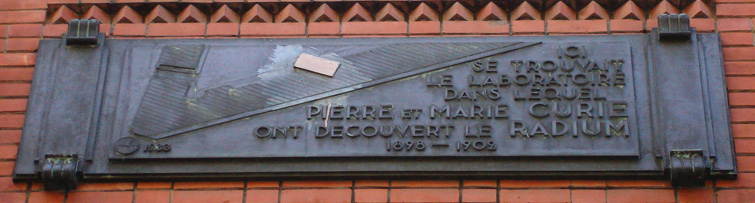 ICI
SE TROUVAIT
LE LABORATOIRE
DANS LEQUEL
PIERRE ET MARIE CURIE
ONT DECOUVERT LE RADIUM
1898 — 1902